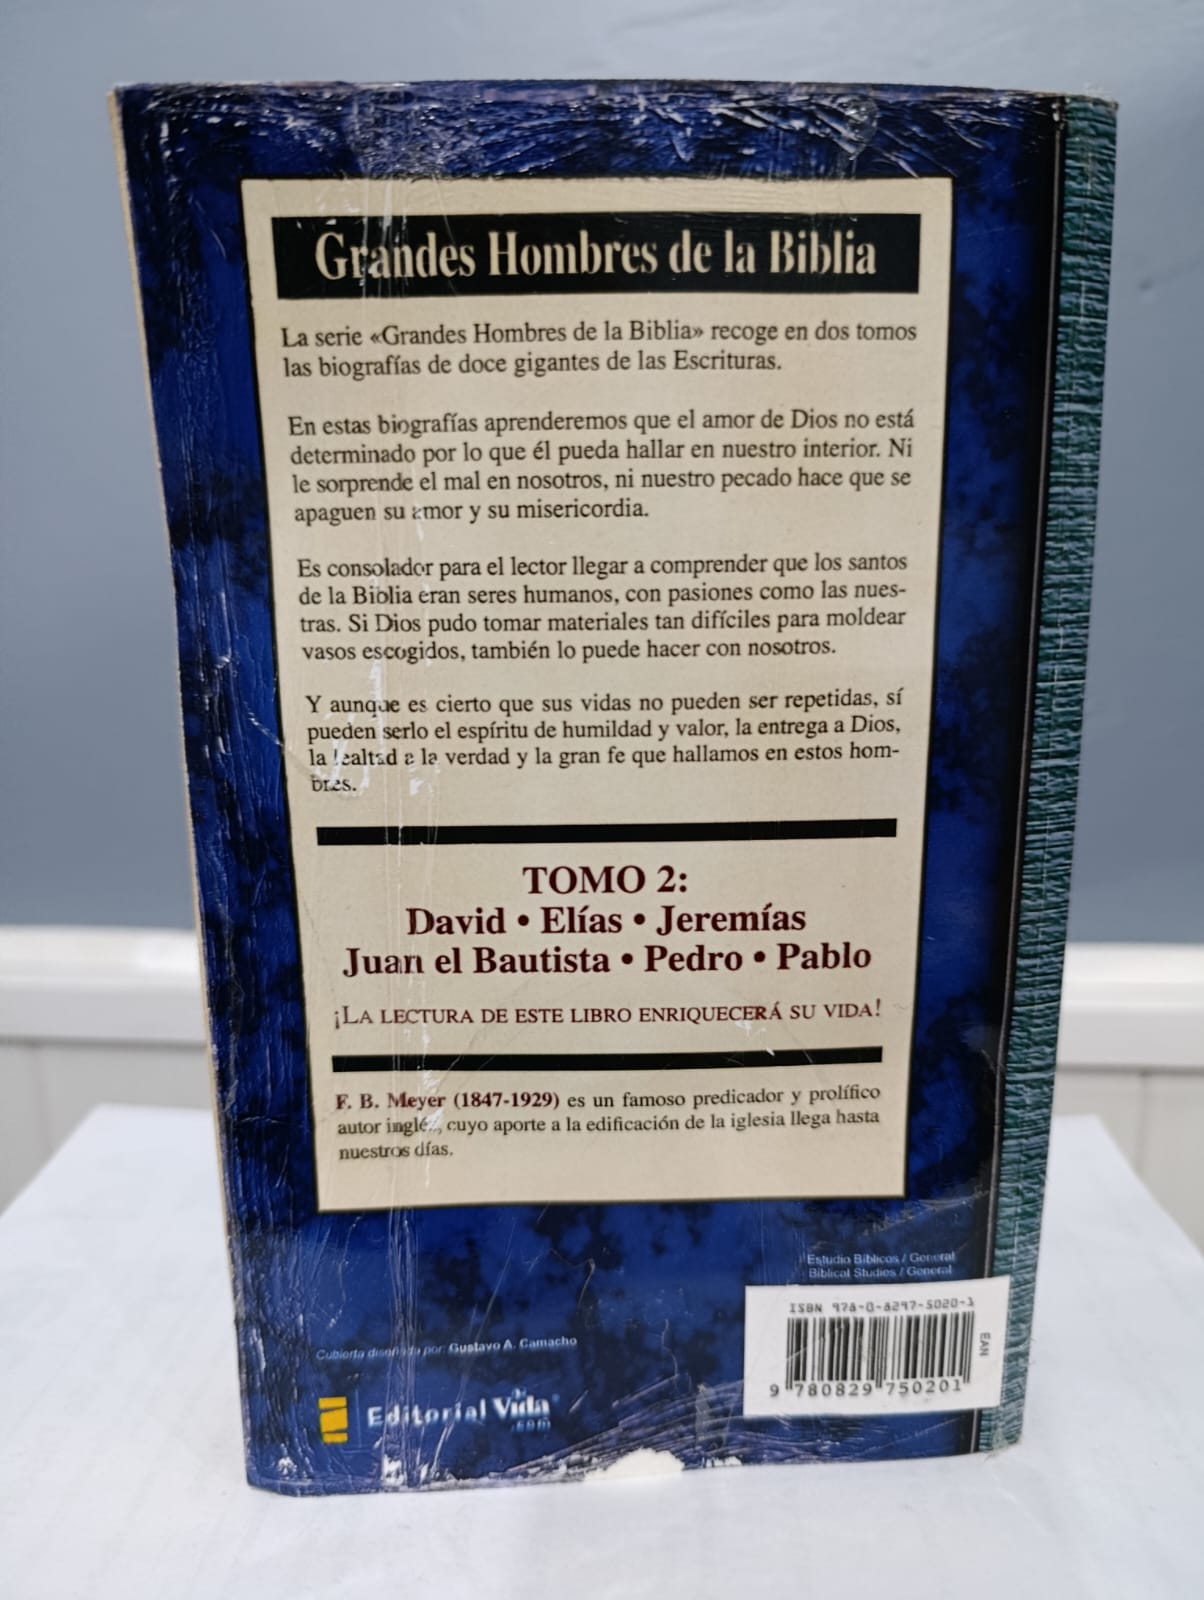 Grandes Hombres de la Biblia
La serie «Grandes Hombres de la Biblia» recoge en dos tomos
las biografías de doce gigantes de las Escrituras.
En estas biografías aprenderemos que el amor de Dios no está
determinado por lo que él pueda hallar en nuestro interior. Ni
le sorprende el mal en nosotros, ni nuestro pecado hace que se
apaguen su amor y su misericordia.
Es consolador para el lector llegar a comprender que los santos
de la Biblia eran seres humanos, con pasiones como las nues-
tras. Si Dios pudo tomar materiales tan difíciles para moldear
vasos escogidos, también lo puede hacer con nosotros.
Y aunque es cierto que sus vidas no pueden ser repetidas, sí
pueden serlo el espíritu de humildad y valor, la entrega a Dios,
la lealtad a la verdad y la gran fe que hallamos en estos hom-
bres.
TOMO 2:
David • Elías • Jeremías
Juan el Bautista • Pedro • Pablo
¡LA LECTURA DE ESTE LIBRO ENRIQUECERÁ SU VIDA!
F. B. Meyer (1847-1929) es un famoso predicador y prolífico
autor inglés, cuyo aporte a la edificación de la iglesia llega hasta
nuestros días.
Estudio Bíblicos / General
Biblical Studies / General
ISBN 978-0-8297-5020-1
EAN
9 780829 750201
Cubierta diseñada por: Gustavo A. Camacho
Editorial Vida
.com